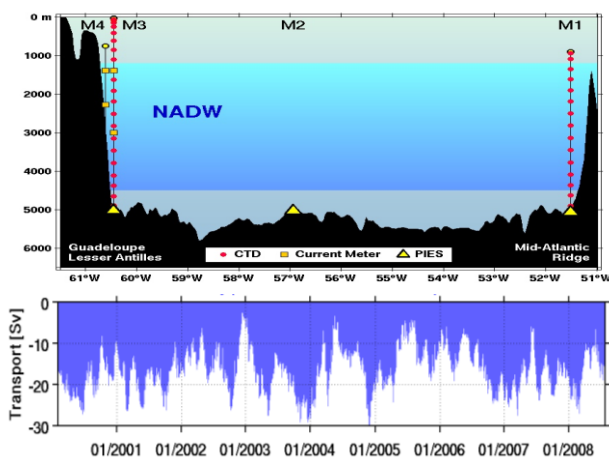 0 m M4 M3 M2 M1
1000
2000
NADW
3000
4000
5000
6000
Guadeloupe
Lesser Antilles
CTD Current Meter PIES
Mid-Atlantic
Ridge
61°W 60°W 59°W 58°W 57°W 56°W 55°W 54°W 53°W 52°W 51°W
0
-10
-20
-30
Transport [Sv]
01/2001 01/2002 01/2003 01/2004 01/2005 01/2006 01/2007 01/2008